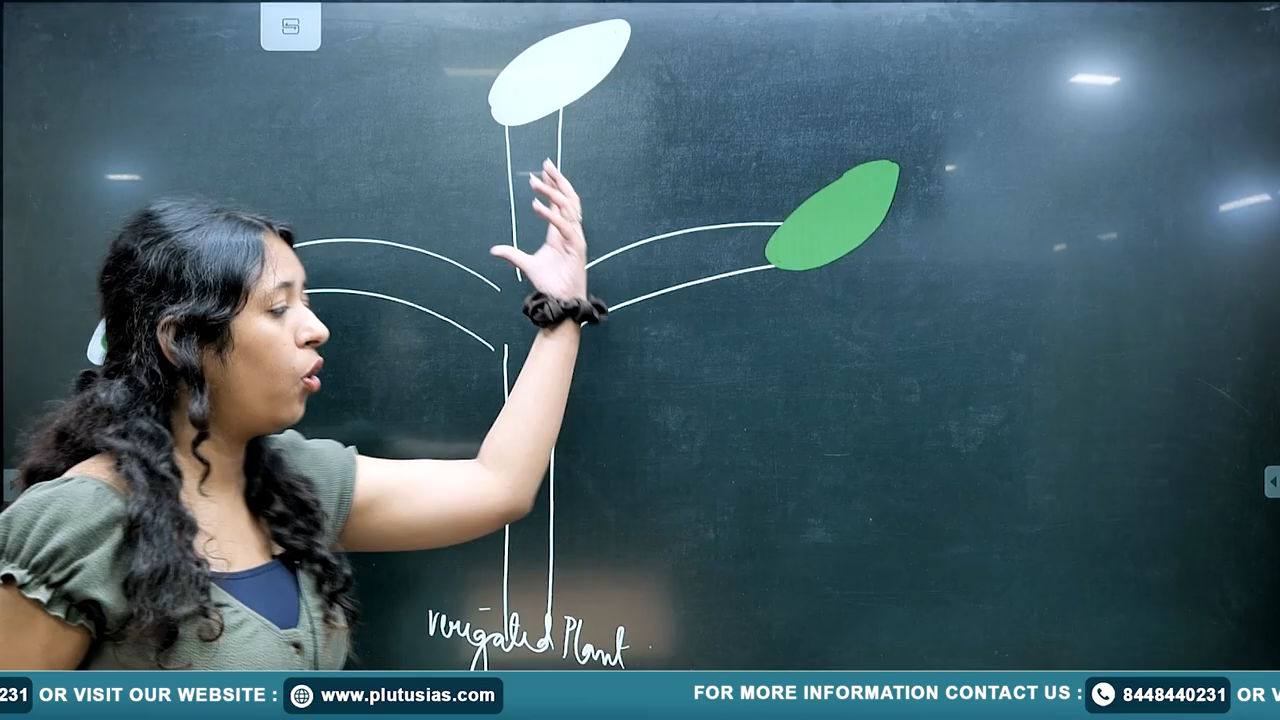 verigated Plant
231 OR VISIT OUR WEBSITE : www.plutusias.com FOR MORE INFORMATION CONTACT US : 8448440231 OR V